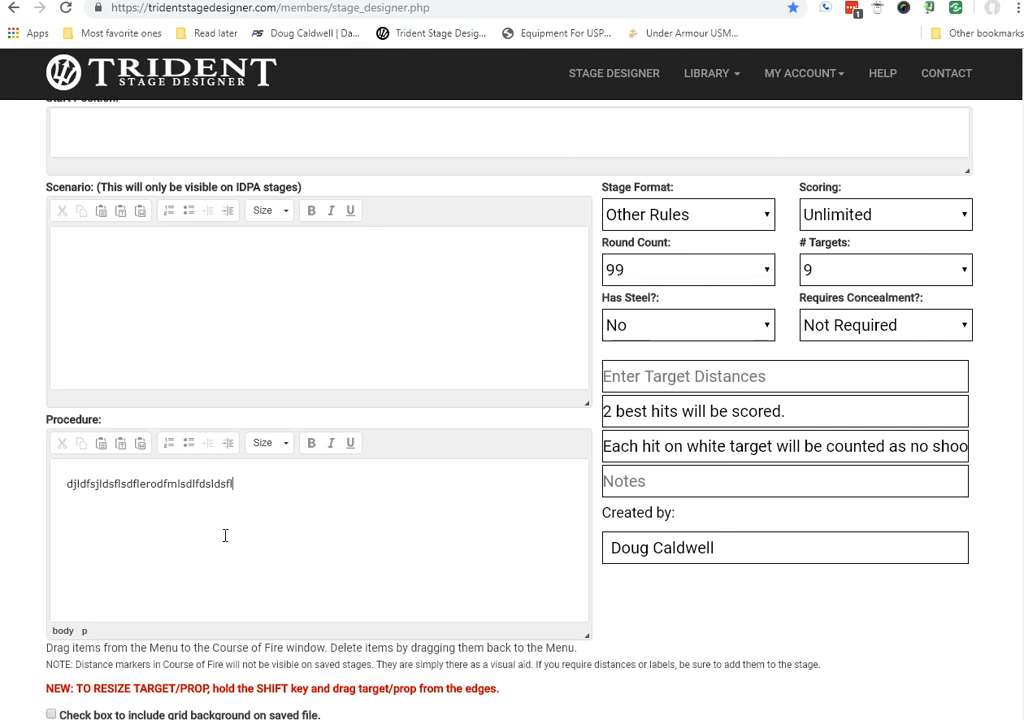 https://tridentstagedesigner.com/members/stage_designer.php
1
Apps
Most favorite ones
Read later
PS
Doug Caldwell | Da...
Trident Stage Desig...
Equipment For USP...
Under Armour USM...
Other bookmarks
TRIDENT
STAGE DESIGNER
STAGE DESIGNER
LIBRARY
MY ACCOUNT
HELP
CONTACT
Start Position:
Scenario: (This will only be visible on IDPA stages)
Size
B I U
Stage Format:
Scoring:
Other Rules
Unlimited
Round Count:
# Targets:
99
9
Has Steel?:
Requires Concealment?:
No
Not Required
Enter Target Distances
2 best hits will be scored.
Each hit on white target will be counted as no shoo
Notes
Created by:
Doug Caldwell
Procedure:
Size
B I U
djldfsjldsflsdflerodfmlsdlfdsldsfl
body p
Drag items from the Menu to the Course of Fire window. Delete items by dragging them back to the Menu.
NOTE: Distance markers in Course of Fire will not be visible on saved stages. They are simply there as a visual aid. If you require distances or labels, be sure to add them to the stage.
NEW: TO RESIZE TARGET/PROP, hold the SHIFT key and drag target/prop from the edges.
Check box to include grid background on saved file.